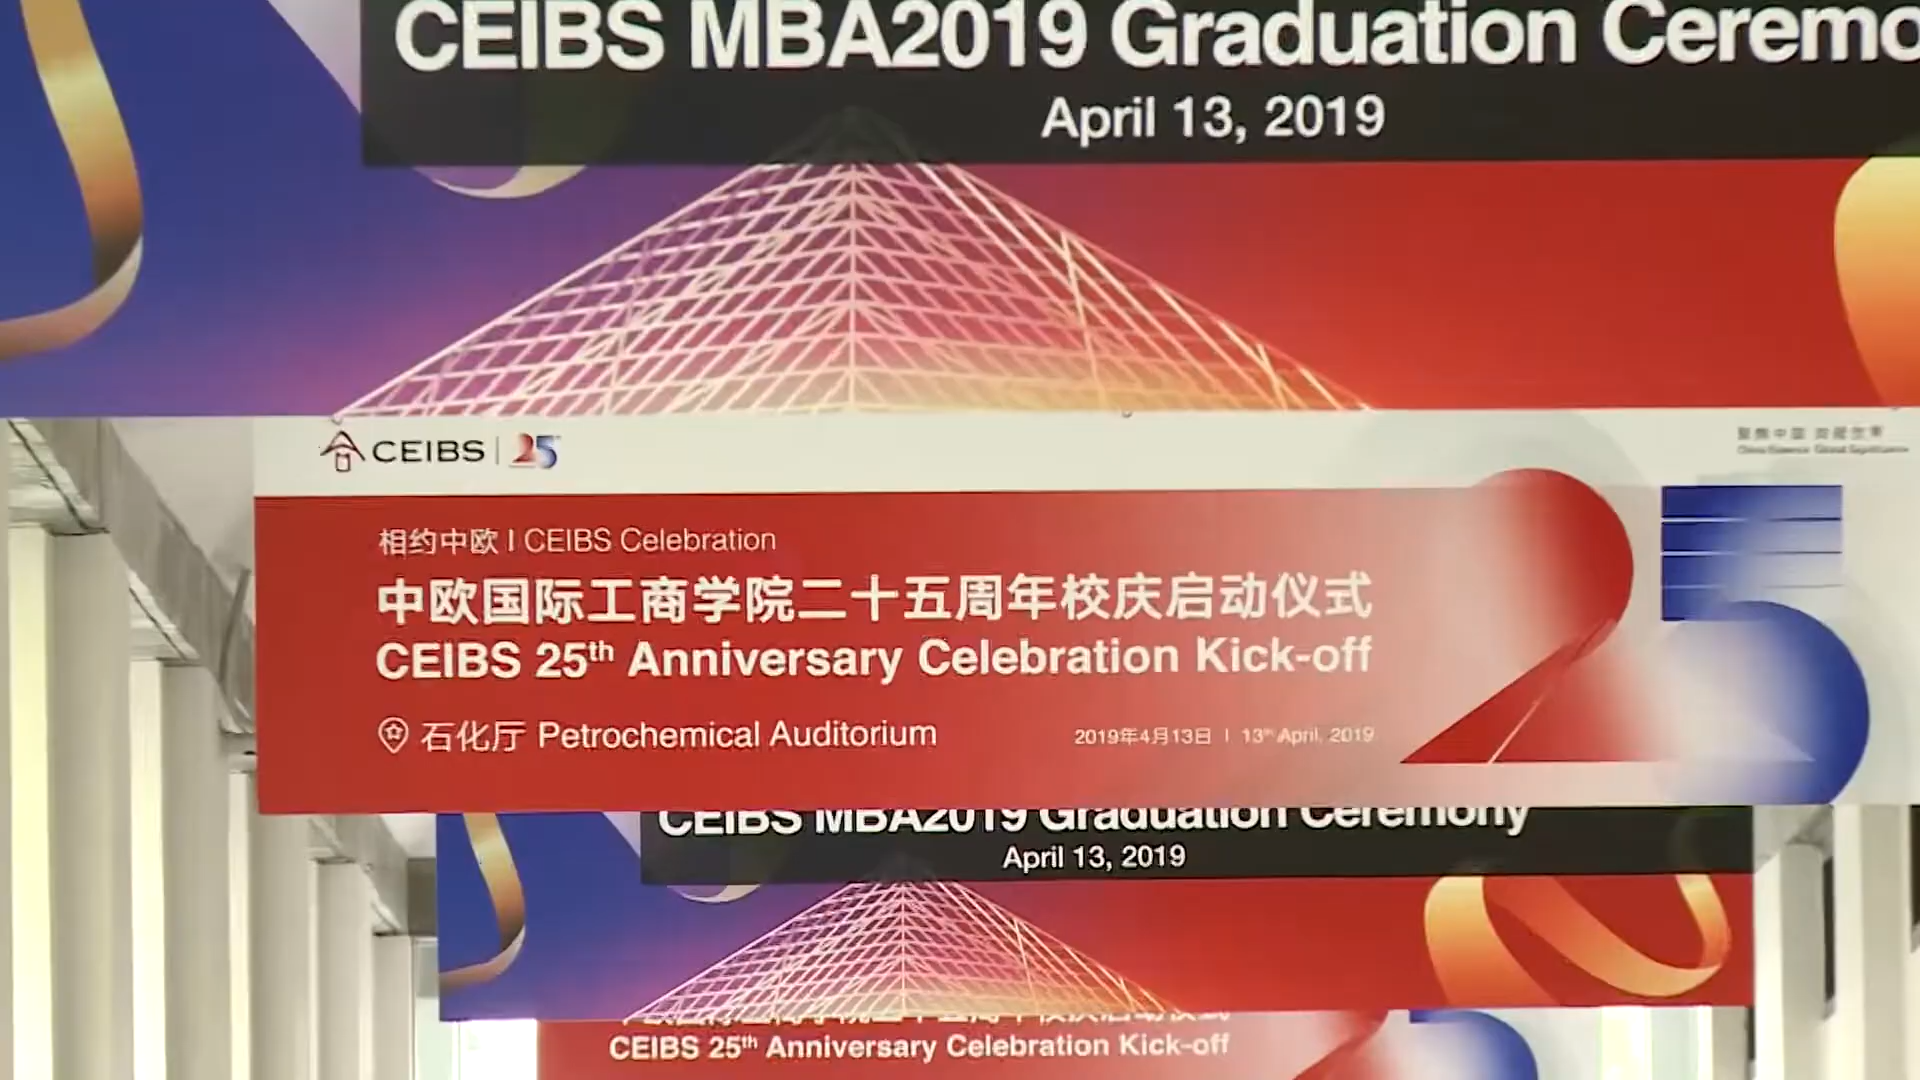 CEIBS MBA2019 Graduation Ceremo
April 13, 2019
CEIBS 25
相约中欧 | CEIBS Celebration
中欧国际工商学院二十五周年校庆启动仪式
CEIBS 25th Anniversary Celebration Kick-off
石化厅 Petrochemical Auditorium
2019年4月13日 | 13th April, 2019
25
CEIBS MBA2019 Graduation Ceremony
April 13, 2019
CEIBS 25th Anniversary Celebration Kick-off